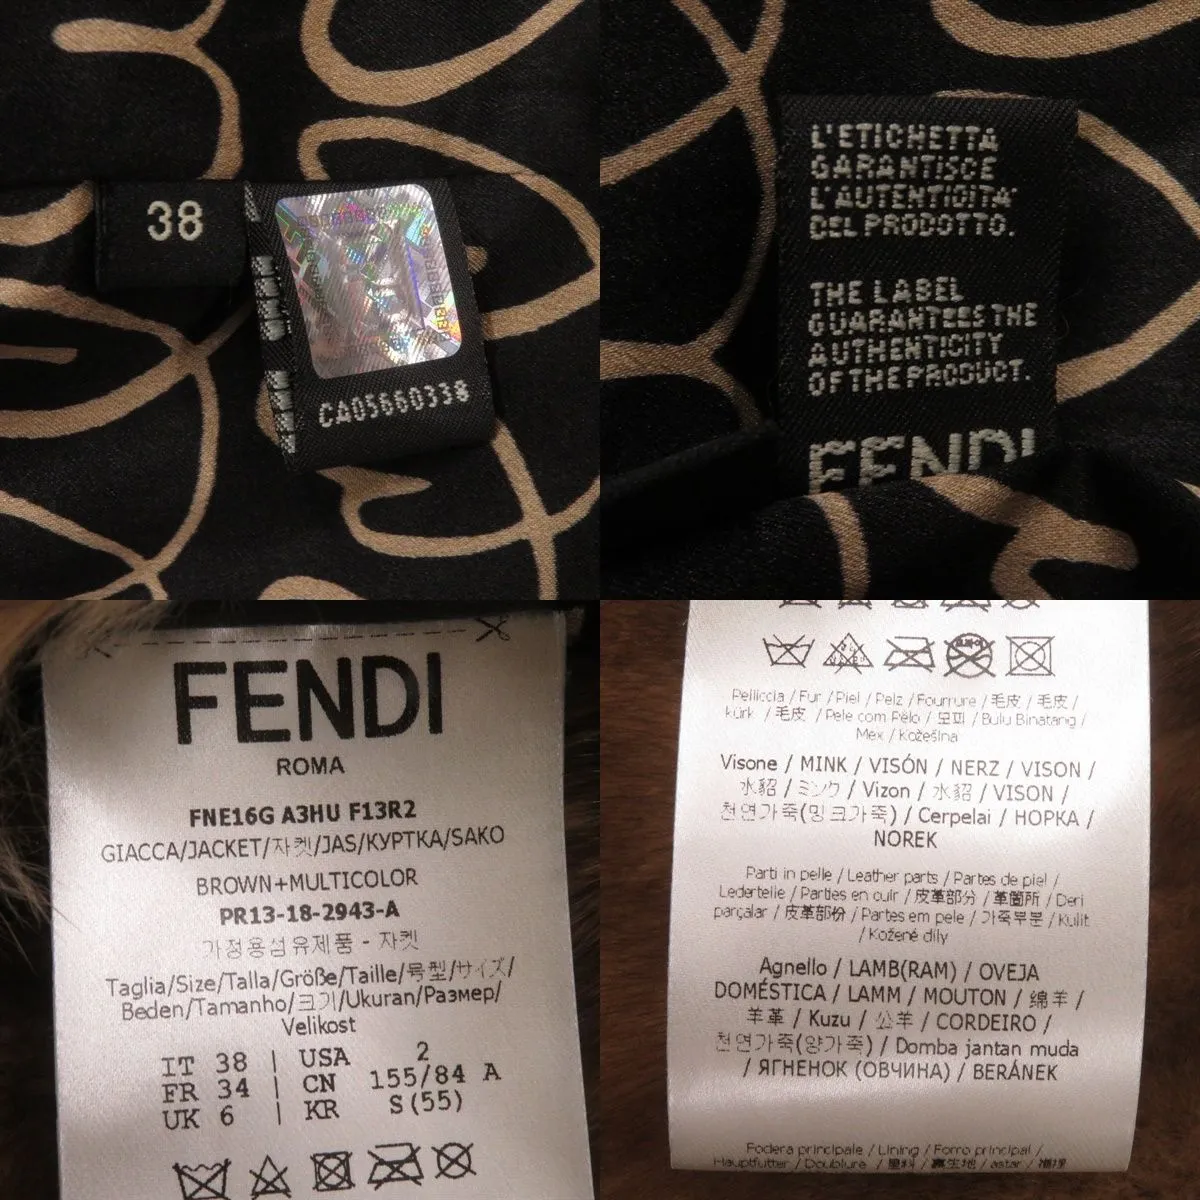 38
CA05660338
L'ETICHETTA
GARANTISCE
L'AUTENTICITA'
DEL PRODOTTO.
THE LABEL
GUARANTEES THE
AUTHENTICITY
OF THE PRODUCT.
FENDI
FENDI
ROMA
FNE16G A3HU F13R2
GIACCA/JACKET/자켓/JAS/КУРТКА/SAKO
BROWN+MULTICOLOR
PR13-18-2943-A
가정용섬유제품 - 자켓
Taglia/Size/Talla/Größe/Taille/号型/サイズ/
Beden/Tamanho/크기/Ukuran/Размер/
Velikost
IT 38 | USA 2
FR 34 | CN 155/84 A
UK 6 | KR S(55)
Pelliccia / Fur / Piel / Pelz / Fourrure / 毛皮 / 毛皮 /
kürk / 毛皮 / Pele com Pêlo / 모피 / Bulu Binatang /
Mex / Kožešina
Visone / MINK / VISÓN / NERZ / VISON /
水貂 / ミンク / Vizon / 水貂 / VISON /
천연가죽(밍크가죽) / Cerpelai / НОРКА /
NOREK
Parti in pelle / Leather parts / Partes de piel /
Lederteile / Parties en cuir / 皮革部分 / 革箇所 / Deri
parçalar / 皮革部份 / Partes em pele / 가죽부분 / Kulit
/ Kožené díly
Agnello / LAMB(RAM) / OVEJA
DOMÉSTICA / LAMM / MOUTON / 绵羊 /
羊革 / Kuzu / 公羊 / CORDEIRO /
천연가죽(양가죽) / Domba jantan muda
/ ЯГНЕНОК (ОВЧИНА) / BERÁNEK
Fodera principale / Lining / Forro principal /
Hauptfutter / Doublure / 里料 / 裏生地 / astar /